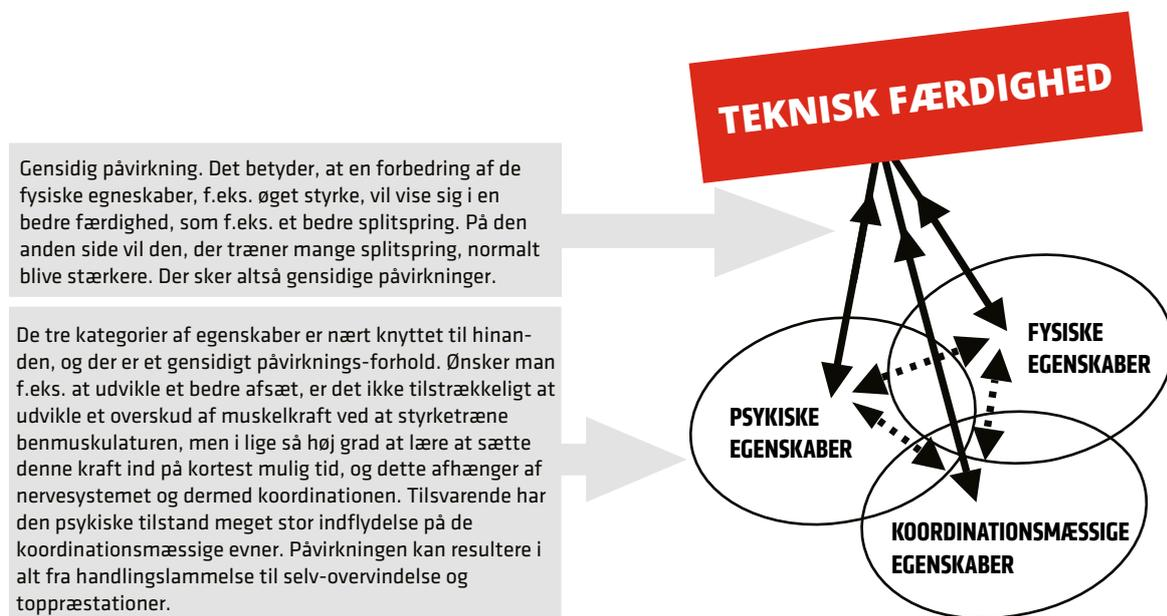 TEKNISK FÆRDIGHED
Gensidig påvirkning. Det betyder, at en forbedring af de
fysiske egneskaber, f.eks. øget styrke, vil vise sig i en
bedre færdighed, som f.eks. et bedre splitspring. På den
anden side vil den, der træner mange splitspring, normalt
blive stærkere. Der sker altså gensidige påvirkninger.
De tre kategorier af egenskaber er nært knyttet til hinan-
den, og der er et gensidigt påvirknings-forhold. Ønsker man
f.eks. at udvikle et bedre afsæt, er det ikke tilstrækkeligt at
udvikle et overskud af muskelkraft ved at styrketræne
benmuskulaturen, men i lige så høj grad at lære at sætte
denne kraft ind på kortest mulig tid, og dette afhænger af
nervesystemet og dermed koordinationen. Tilsvarende har
den psykiske tilstand meget stor indflydelse på de
koordinationsmæssige evner. Påvirkningen kan resultere i
alt fra handlingslammelse til selv-overvindelse og
toppræstationer.
FYSISKE
EGENSKABER
PSYKISKE
EGENSKABER
KOORDINATIONSMÆSSIGE
EGENSKABER